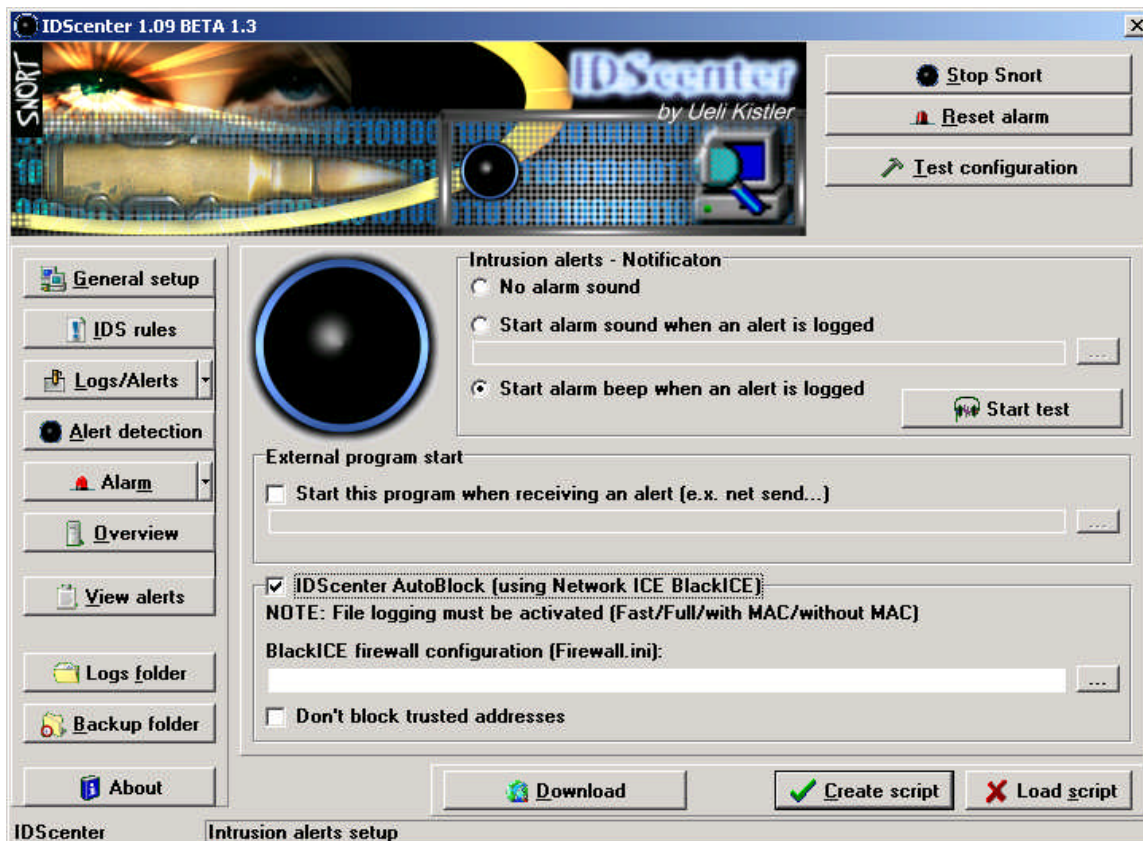 IDScenter 1.09 BETA 1.3
SNORT
IDScenter
by Ueli Kistler
Stop Snort
Reset alarm
Test configuration
General setup
IDS rules
Logs/Alerts
Alert detection
Alarm
Overview
View alerts
Logs folder
Backup folder
About
Intrusion alerts - Notificaton
No alarm sound
Start alarm sound when an alert is logged
...
Start alarm beep when an alert is logged
Start test
External program start
Start this program when receiving an alert (e.x. net send...)
...
IDScenter AutoBlock (using Network ICE BlackICE)
NOTE: File logging must be activated (Fast/Full/with MAC/without MAC)
BlackICE firewall configuration (Firewall.ini):
...
Don't block trusted addresses
Download
Create script
Load script
IDScenter
Intrusion alerts setup